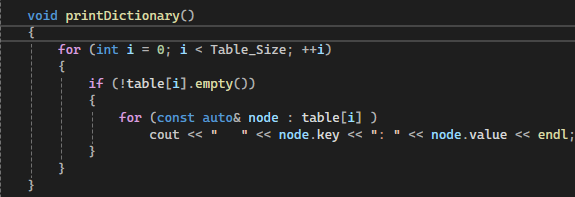 void printDictionary()
{
    for (int i = 0; i < Table_Size; ++i)
    {
        if (!table[i].empty())
        {
            for (const auto& node : table[i] )
                cout << "   " << node.key << ": " << node.value << endl;
        }
    }
}